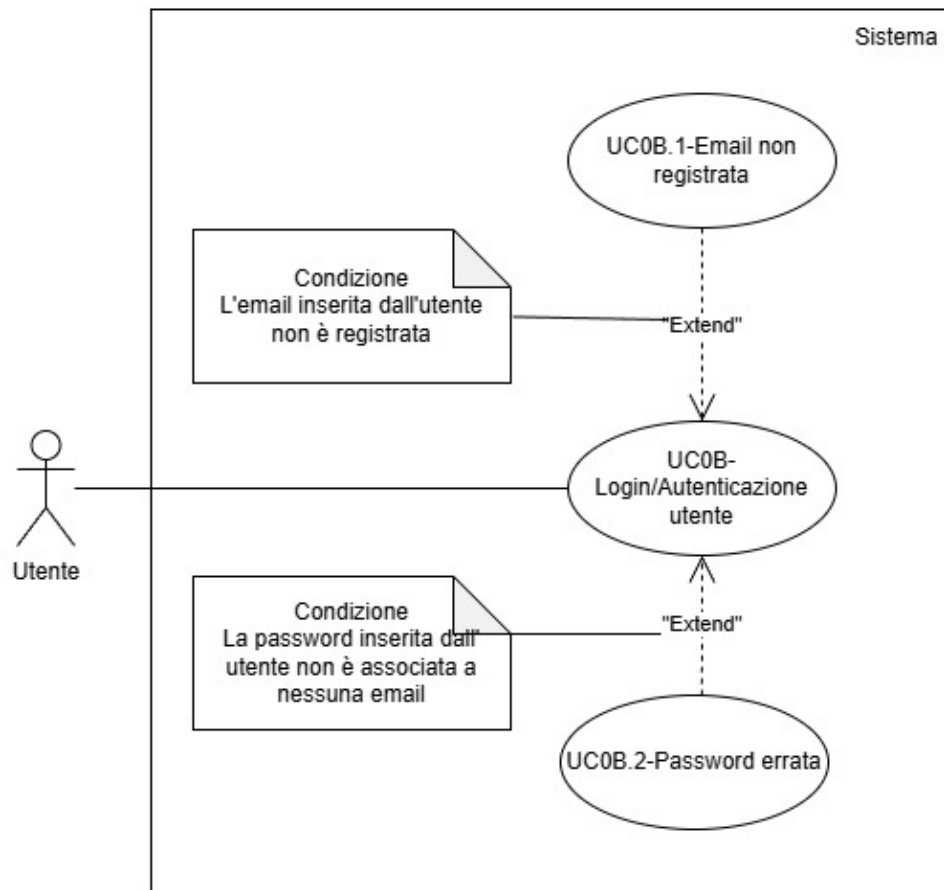 Sistema
UC0B.1-Email non
registrata
Condizione
L'email inserita dall'utente
non è registrata
"Extend"
UC0B-
Login/Autenticazione
utente
Utente
Condizione
La password inserita dall'
utente non è associata a
nessuna email
"Extend"
UC0B.2-Password errata